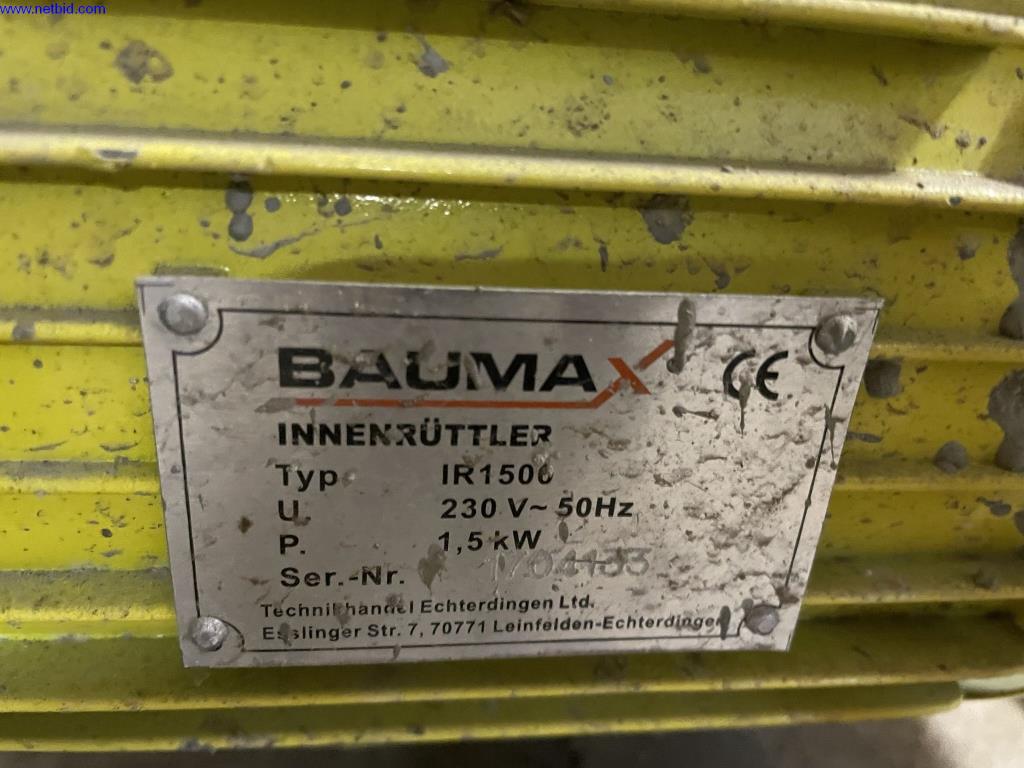 www.netbid.com
BAUMAX
CE
INNENRÜTTLER
Typ IR1500
U. 230 V~ 50Hz
P. 1,5 kW
Ser.-Nr.
Technikhandel Echterdingen Ltd.
Esslinger Str. 7, 70771 Leinfelden-Echterdingen